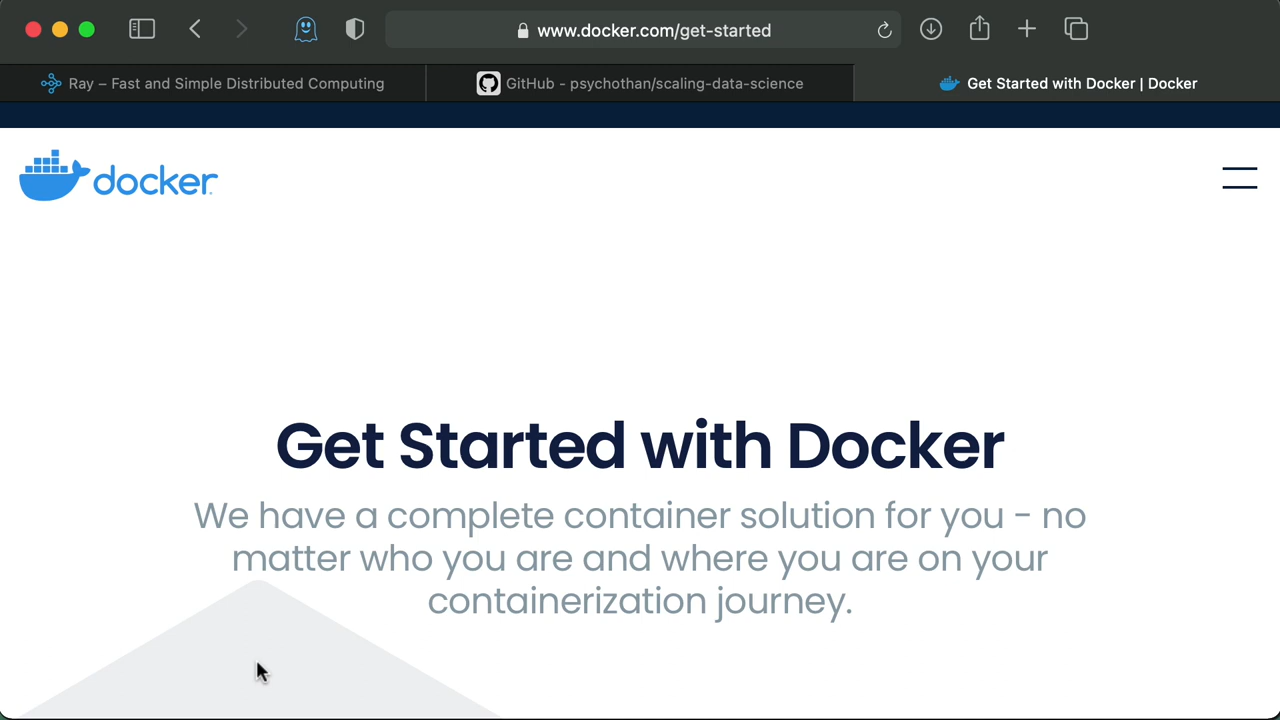 www.docker.com/get-started
Ray – Fast and Simple Distributed Computing
GitHub - psychothan/scaling-data-science
Get Started with Docker | Docker
docker
Get Started with Docker
We have a complete container solution for you - no
matter who you are and where you are on your
containerization journey.